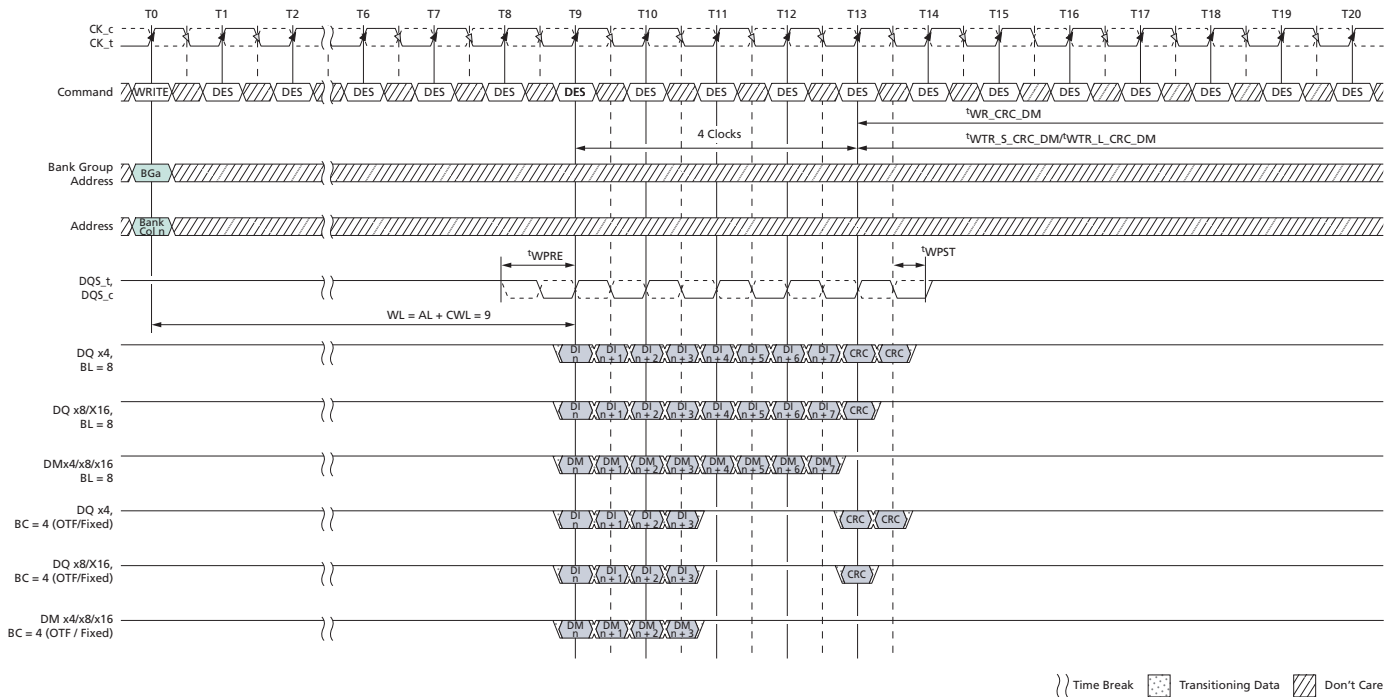 T0 T1 T2 T6 T7 T8 T9 T10 T11 T12 T13 T14 T15 T16 T17 T18 T19 T20
CK_c
CK_t
Command WRITE DES DES DES DES DES DES DES DES DES DES DES DES DES DES DES DES DES
tWR_CRC_DM
4 Clocks
tWTR_S_CRC_DM/tWTR_L_CRC_DM
Bank Group
Address
BGa
Address
Bank
Col n
tWPRE
tWPST
DQS_t,
DQS_c
WL = AL + CWL = 9
DQ x4,
BL = 8
DI DI DI DI DI DI DI DI CRC CRC
n n + 1 n + 2 n + 3 n + 4 n + 5 n + 6 n + 7
DQ x8/X16,
BL = 8
DI DI DI DI DI DI DI DI CRC
n n + 1 n + 2 n + 3 n + 4 n + 5 n + 6 n + 7
DMx4/x8/x16
BL = 8
DM DM DM DM DM DM DM DM
n n + 1 n + 2 n + 3 n + 4 n + 5 n + 6 n + 7
DQ x4,
BC = 4 (OTF/Fixed)
DI DI DI DI CRC CRC
n n + 1 n + 2 n + 3
DQ x8/X16,
BC = 4 (OTF/Fixed)
DI DI DI DI CRC
n n + 1 n + 2 n + 3
DM x4/x8/x16
BC = 4 (OTF / Fixed)
DM DM DM DM
n n + 1 n + 2 n + 3
Time Break Transitioning Data Don't Care